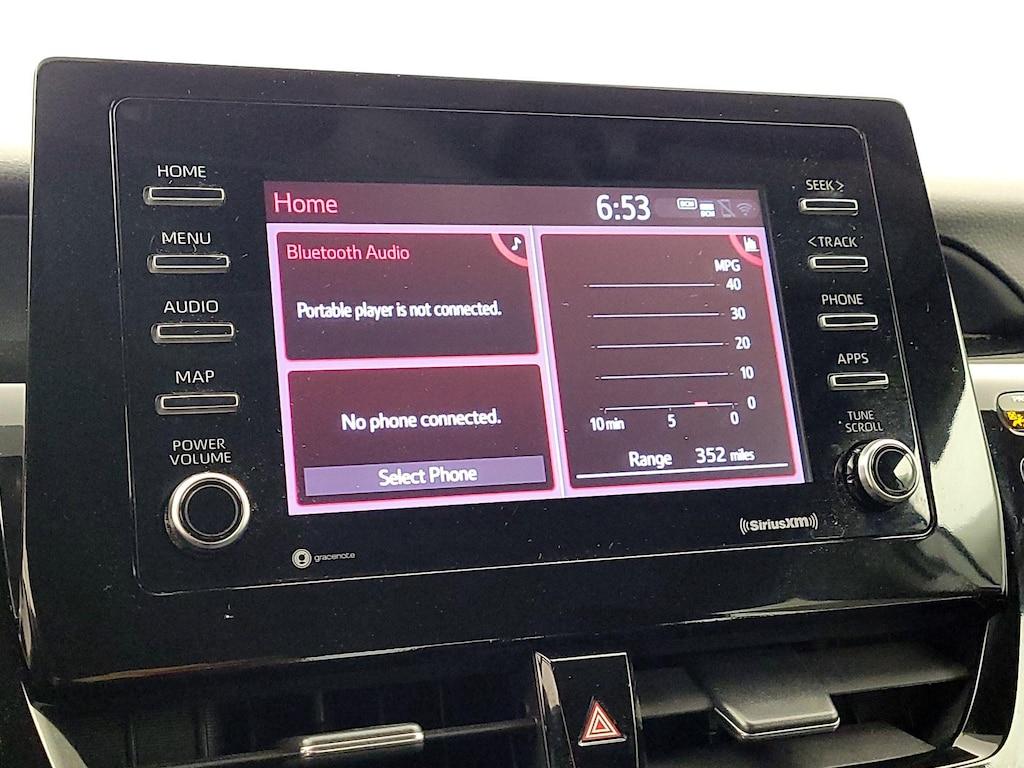 HOME
MENU
AUDIO
MAP
POWER
VOLUME
Home
6:53
DCM
DCM
Bluetooth Audio
Portable player is not connected.
No phone connected.
Select Phone
MPG
40
30
20
10
0
10 min 5 0
Range 352 miles
SEEK >
< TRACK
PHONE
APPS
TUNE
SCROLL
gracenote
((SiriusXM))